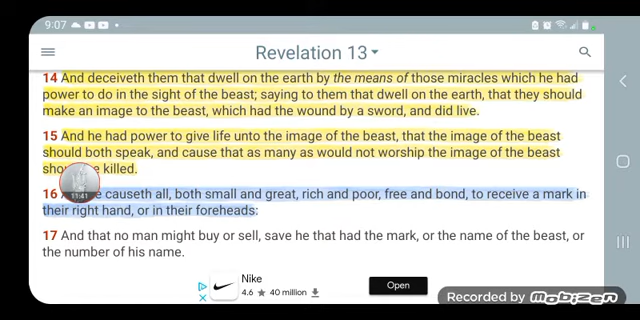 9:07
Revelation 13
14 And deceiveth them that dwell on the earth by the means of those miracles which he had
power to do in the sight of the beast; saying to them that dwell on the earth, that they should
make an image to the beast, which had the wound by a sword, and did live.
15 And he had power to give life unto the image of the beast, that the image of the beast
should both speak, and cause that as many as would not worship the image of the beast
be killed.
16 causeth all, both small and great, rich and poor, free and bond, to receive a mark in
their right hand, or in their foreheads:
11:41
17 And that no man might buy or sell, save he that had the mark, or the name of the beast, or
the number of his name.
Nike
4.6 ★ 40 million
Open
Recorded by Mobizen